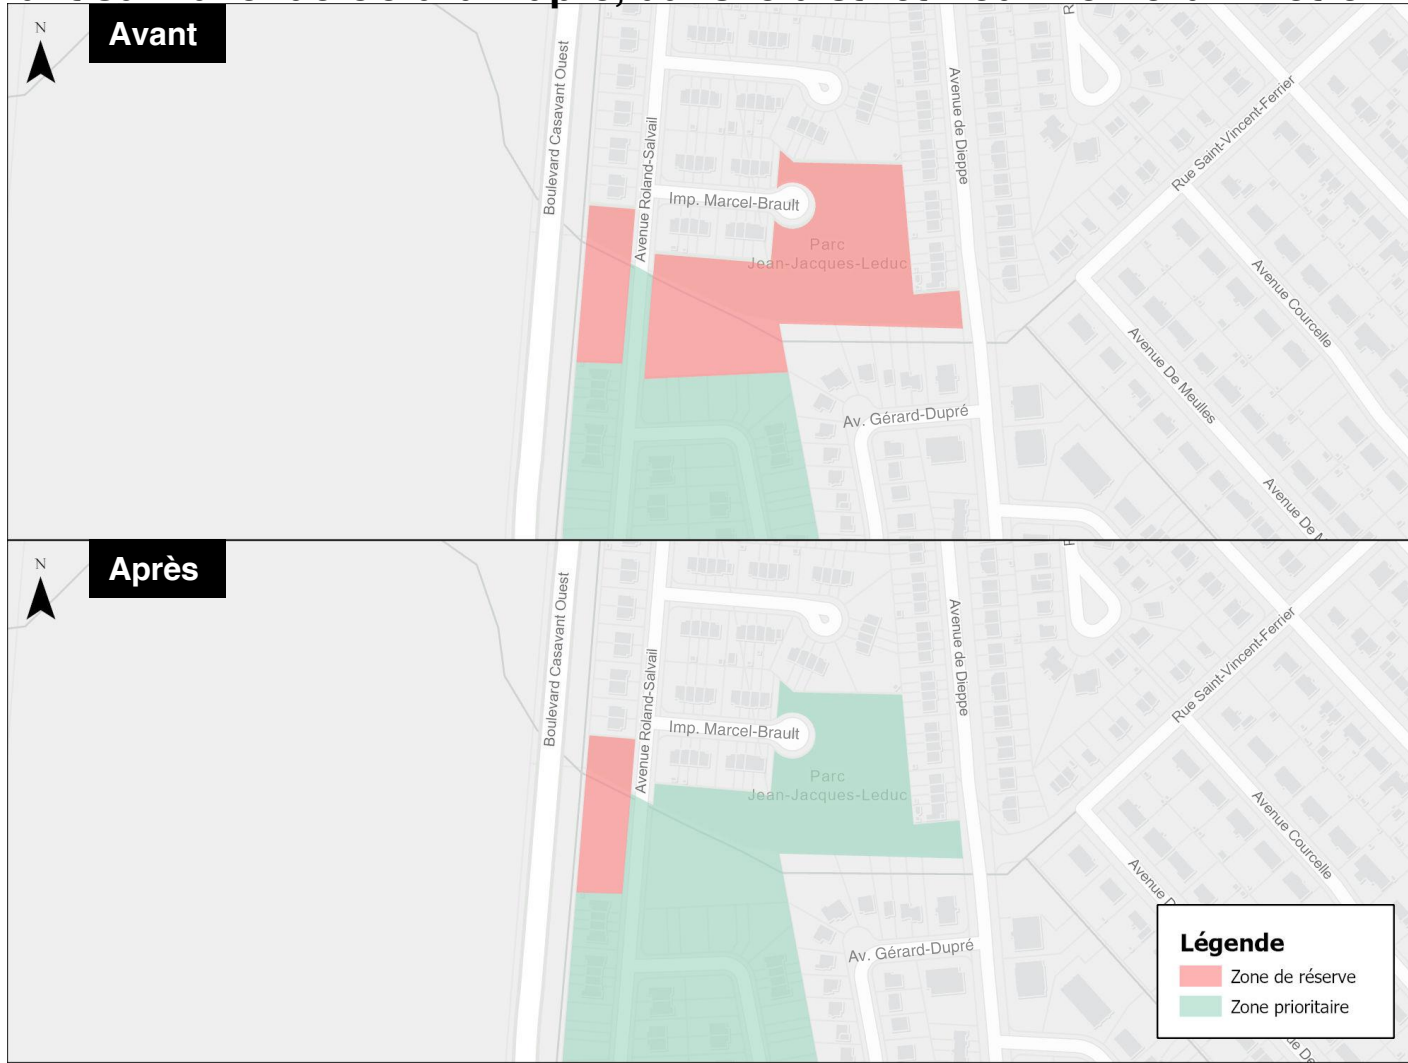 N
Avant
Boulevard Casavant Ouest
Avenue Roland-Salvail
Imp. Marcel-Brault
Parc
Jean-Jacques-Leduc
Avenue de Dieppe
Rue Saint-Vincent-Ferrier
Avenue Courcelle
Avenue De Meulles
Av. Gérard-Dupré
Avenue De M
N
Après
Boulevard Casavant Ouest
Avenue Roland-Salvail
Imp. Marcel-Brault
Parc
Jean-Jacques-Leduc
Avenue de Dieppe
Rue Saint-Vincent-Ferrier
Avenue Courcelle
Avenue D
Av. Gérard-Dupré
Légende
Zone de réserve
Zone prioritaire